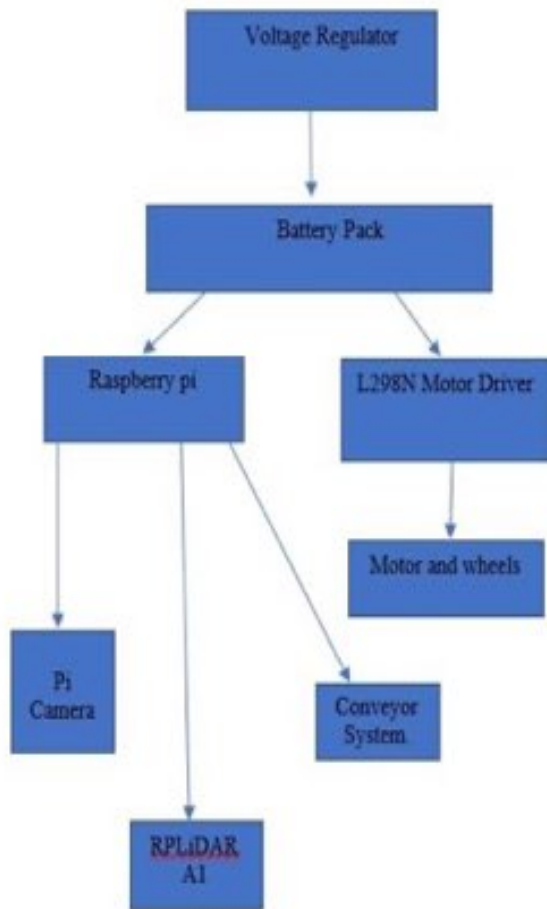 Voltage Regulator
Battery Pack
Raspberry pi
L298N Motor Driver
Motor and wheels
Pi
Camera
Conveyor
System
RPLiDAR
A1